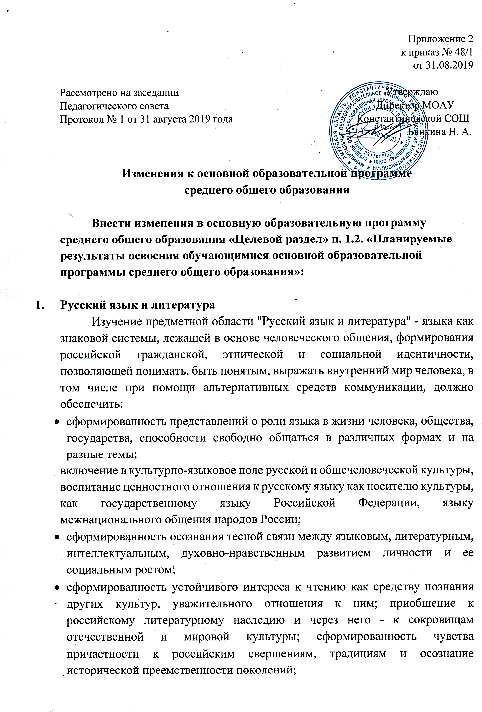 Приложение 2
к приказ № 48/1
от 31.08.2019
Рассмотрено на заседании
Педагогического совета
Протокол № 1 от 31 августа 2019 года
Утверждаю
Директор МОАУ
Константиновской СОШ
Н. А.
Изменения к основной образовательной программе
среднего общего образования
Внести изменения в основную образовательную программу
среднего общего образования «Целевой раздел» п. 1.2. «Планируемые
результаты освоения обучающимися основной образовательной
программы среднего общего образования»:
1. Русский язык и литература
Изучение предметной области "Русский язык и литература" - языка как
знаковой системы, лежащей в основе человеческого общения, формирования
российской гражданской, этнической и социальной идентичности,
позволяющей понимать, быть понятым, выражать внутренний мир человека, в
том числе при помощи альтернативных средств коммуникации, должно
обеспечить:
• сформированность представлений о роли языка в жизни человека, общества,
государства, способности свободно общаться в различных формах и на
разные темы;
включение в культурно-языковое поле русской и общечеловеческой культуры,
воспитание ценностного отношения к русскому языку как носителю культуры,
как государственному языку Российской Федерации, языку
межнационального общения народов России;
• сформированность осознания тесной связи между языковым, литературным,
интеллектуальным, духовно-нравственным развитием личности и ее
социальным ростом;
• сформированность устойчивого интереса к чтению как средству познания
других культур, уважительного отношения к ним; приобщение к
российскому литературному наследию и через него - к сокровищам
отечественной и мировой культуры; сформированность чувства
причастности к российским свершениям, традициям и осознание
исторической преемственности поколений;